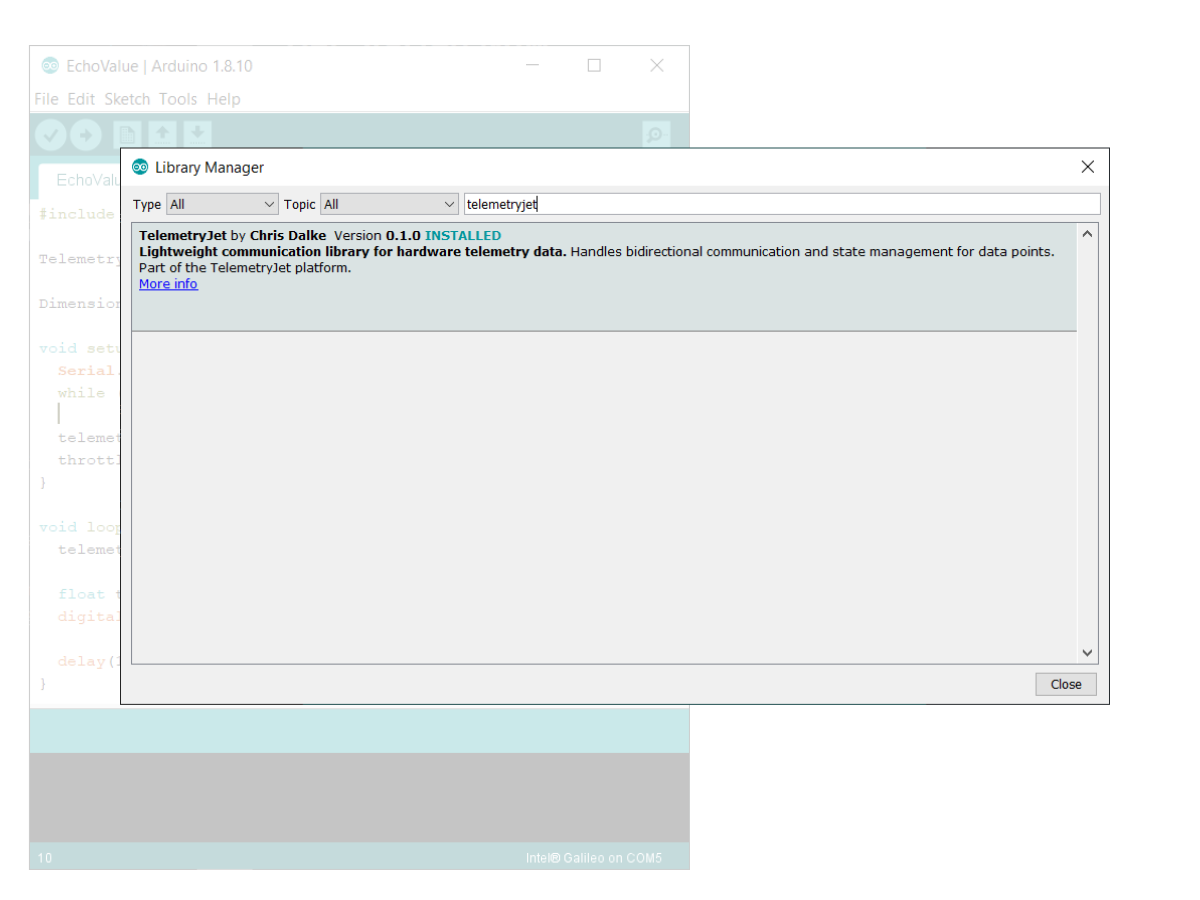 EchoValue | Arduino 1.8.10
File Edit Sketch Tools Help
Library Manager
EchoValu
Type All Topic All telemetryjet
#include
TelemetryJet by Chris Dalke Version 0.1.0 INSTALLED
Lightweight communication library for hardware telemetry data. Handles bidirectional communication and state management for data points.
Part of the TelemetryJet platform.
More info
Telemetry
Dimension
void setu
Serial.
while
telemet
throttl
}
void loop
telemet
float t
digital
delay(1
}
Close
10 Intel® Galileo on COM5